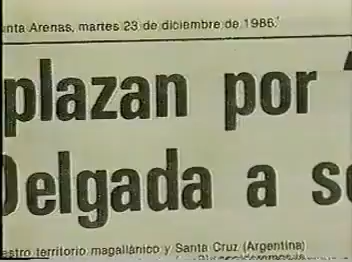 nta Arenas, martes 23 de diciembre de 1986.
plazan por "
Delgada a s
estro territorio magallánico y Santa Cruz (Argentina)